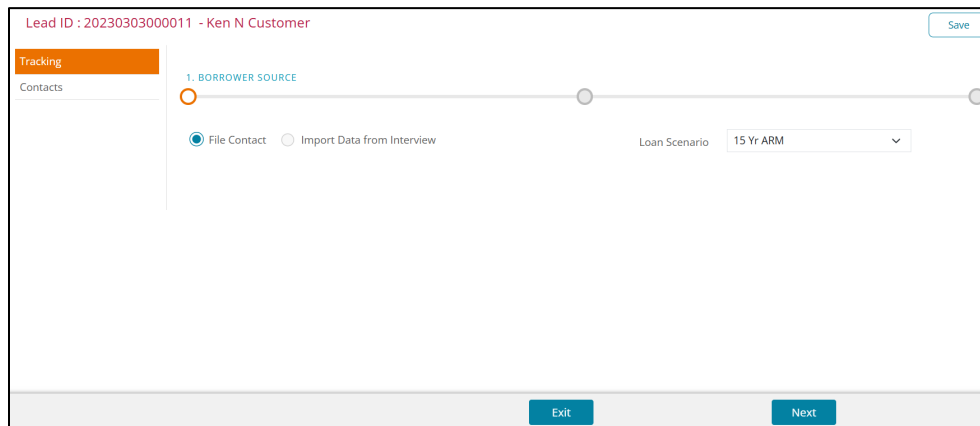 Lead ID : 20230303000011 - Ken N Customer
Save
Tracking
Contacts
1. BORROWER SOURCE
File Contact
Import Data from Interview
Loan Scenario
15 Yr ARM
Exit
Next